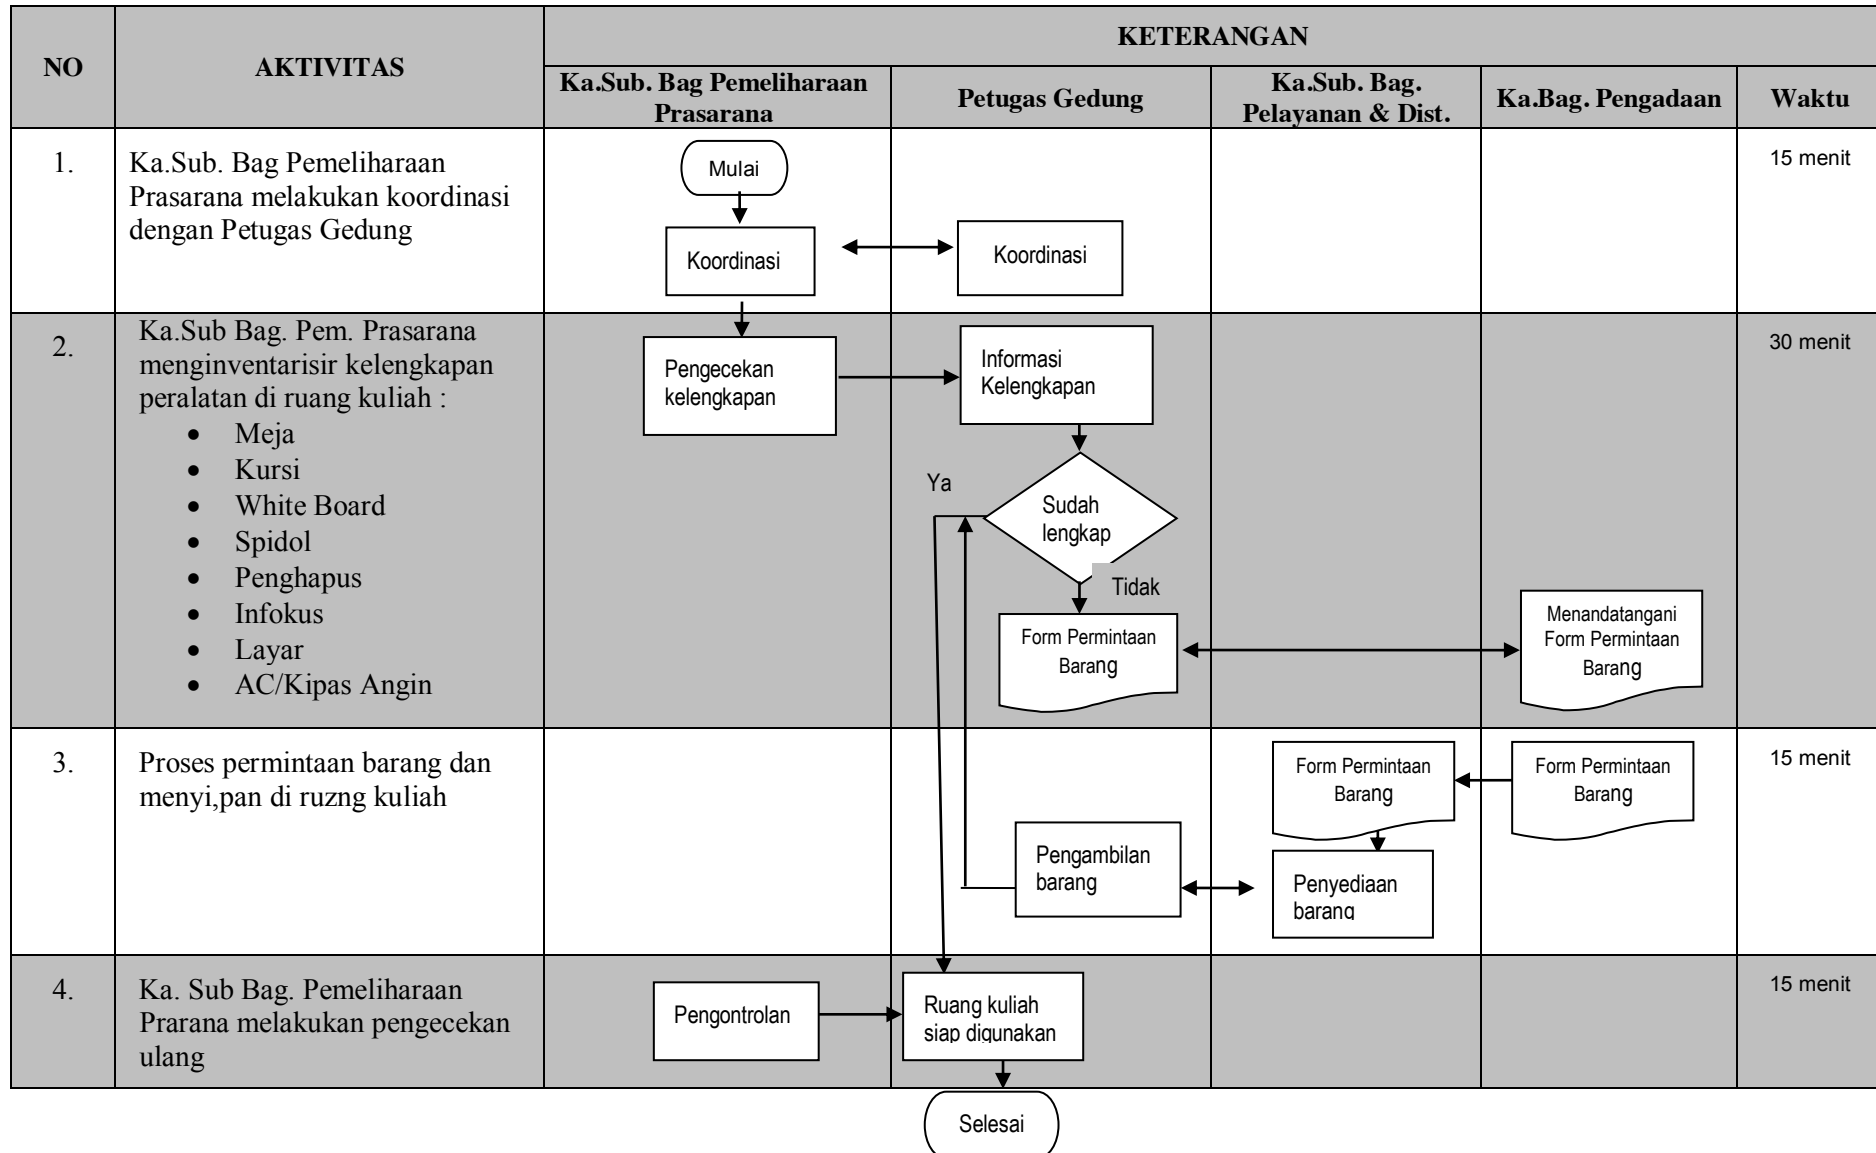 NO
AKTIVITAS
KETERANGAN
Ka.Sub. Bag Pemeliharaan
Prasarana
Petugas Gedung
Ka.Sub. Bag.
Pelayanan & Dist.
Ka.Bag. Pengadaan
Waktu
1.
Ka.Sub. Bag Pemeliharaan
Prasarana melakukan koordinasi
dengan Petugas Gedung
Mulai
Koordinasi
Koordinasi
15 menit
2.
Ka.Sub Bag. Pem. Prasarana
menginventarisir kelengkapan
peralatan di ruang kuliah :
• Meja
• Kursi
• White Board
• Spidol
• Penghapus
• Infokus
• Layar
• AC/Kipas Angin
Pengecekan
kelengkapan
Informasi
Kelengkapan
Ya
Sudah
lengkap
Tidak
Form Permintaan
Barang
Menandatangani
Form Permintaan
Barang
30 menit
3.
Proses permintaan barang dan
menyi,pan di ruzng kuliah
Pengambilan
barang
Form Permintaan
Barang
Penyediaan
barang
Form Permintaan
Barang
15 menit
4.
Ka. Sub Bag. Pemeliharaan
Prarana melakukan pengecekan
ulang
Pengontrolan
Ruang kuliah
siap digunakan
15 menit
Selesai